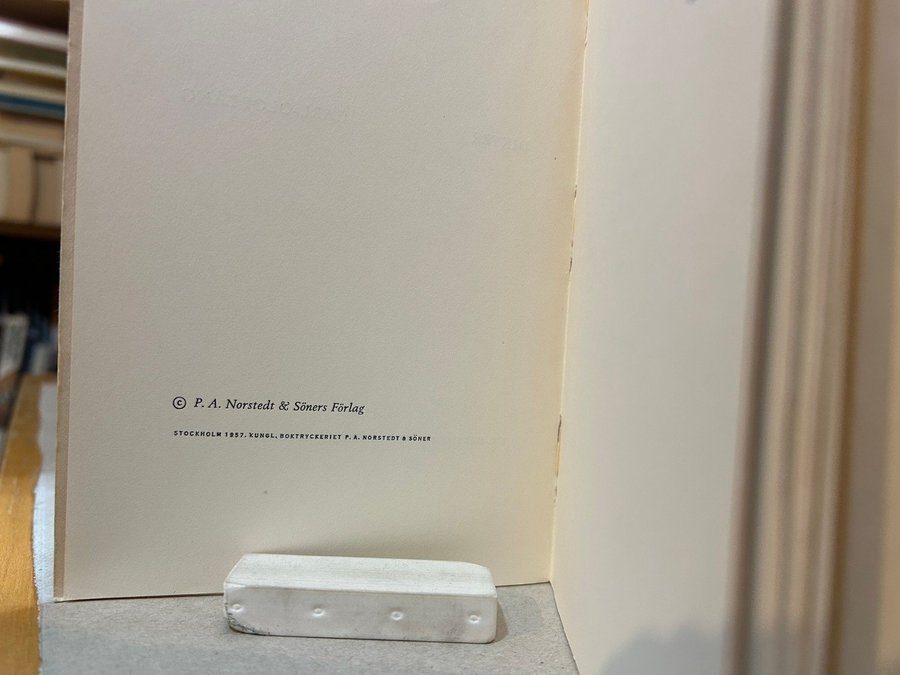 © P. A. Norstedt & Söners Förlag
STOCKHOLM 1957. KUNGL. BOKTRYCKERIET P. A. NORSTEDT & SÖNER